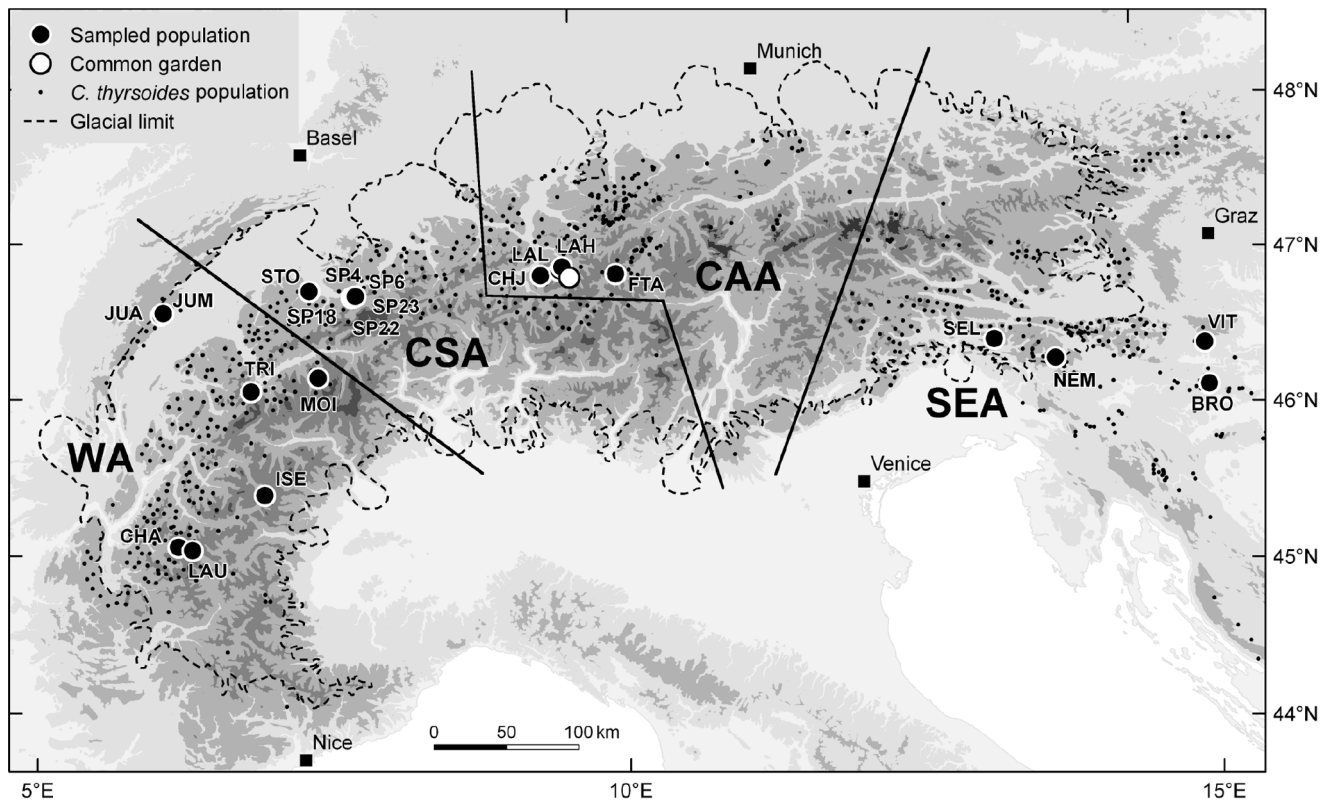 Sampled population
Common garden
C. thyrsoides population
Glacial limit
Munich
48°N
Basel
Graz
47°N
LAH
LAL
CHJ
FTA
CAA
STO
SP4
SP6
SP23
SP18
SP22
JUM
JUA
CSA
SEL
VIT
TRI
MOI
NEM
BRO
46°N
SEA
WA
Venice
ISE
CHA
LAU
45°N
0 50 100 km
44°N
Nice
5°E 10°E 15°E